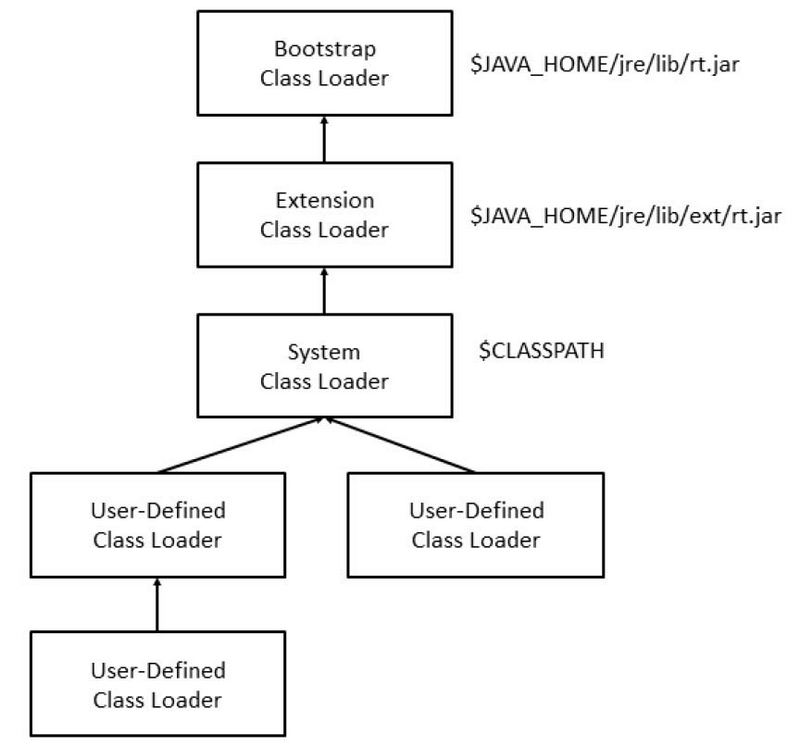 Bootstrap
Class Loader
$JAVA_HOME/jre/lib/rt.jar
Extension
Class Loader
$JAVA_HOME/jre/lib/ext/rt.jar
System
Class Loader
$CLASSPATH
User-Defined
Class Loader
User-Defined
Class Loader
User-Defined
Class Loader